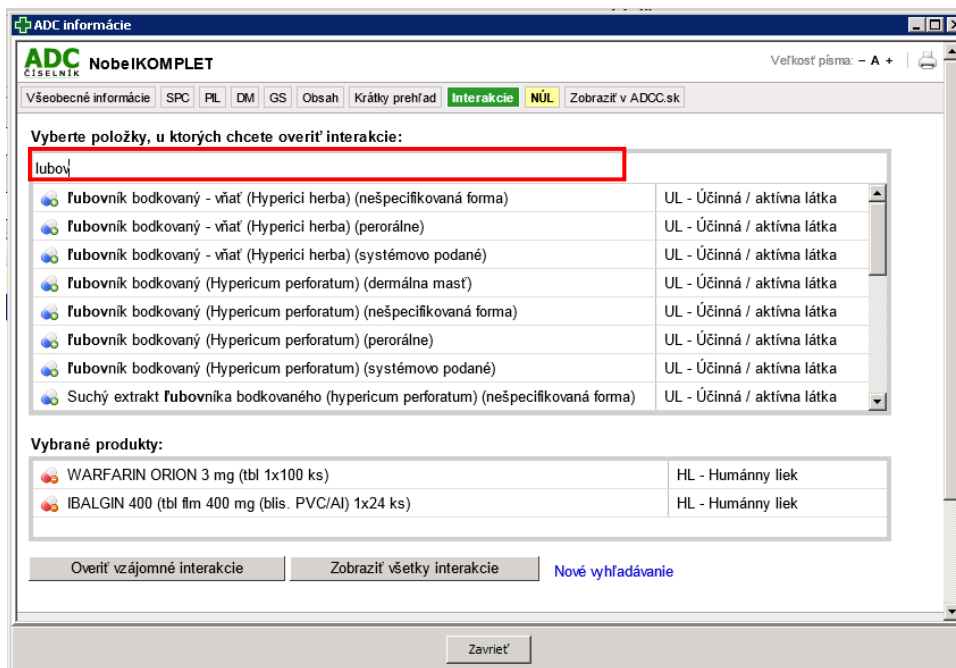 ADC informácie
ADC
ČÍSELNÍK
NobelKOMPLET
Veľkosť písma: – A +
Všeobecné informácie SPC PIL DM GS Obsah Krátky prehľad Interakcie NÚL Zobraziť v ADCC.sk
Vyberte položky, u ktorých chcete overiť interakcie:
lubov
ľubovník bodkovaný - vňať (Hyperici herba) (nešpecifikovaná forma) UL - Účinná / aktívna látka
ľubovník bodkovaný - vňať (Hyperici herba) (perorálne) UL - Účinná / aktívna látka
ľubovník bodkovaný - vňať (Hyperici herba) (systémovo podané) UL - Účinná / aktívna látka
ľubovník bodkovaný (Hypericum perforatum) (dermálna masť) UL - Účinná / aktívna látka
ľubovník bodkovaný (Hypericum perforatum) (nešpecifikovaná forma) UL - Účinná / aktívna látka
ľubovník bodkovaný (Hypericum perforatum) (perorálne) UL - Účinná / aktívna látka
ľubovník bodkovaný (Hypericum perforatum) (systémovo podané) UL - Účinná / aktívna látka
Suchý extrakt ľubovníka bodkovaného (hypericum perforatum) (nešpecifikovaná forma) UL - Účinná / aktívna látka
Vybrané produkty:
WARFARIN ORION 3 mg (tbl 1x100 ks) HL - Humánny liek
IBALGIN 400 (tbl flm 400 mg (blis. PVC/Al) 1x24 ks) HL - Humánny liek
Overiť vzájomné interakcie Zobraziť všetky interakcie Nové vyhľadávanie
Zavrieť